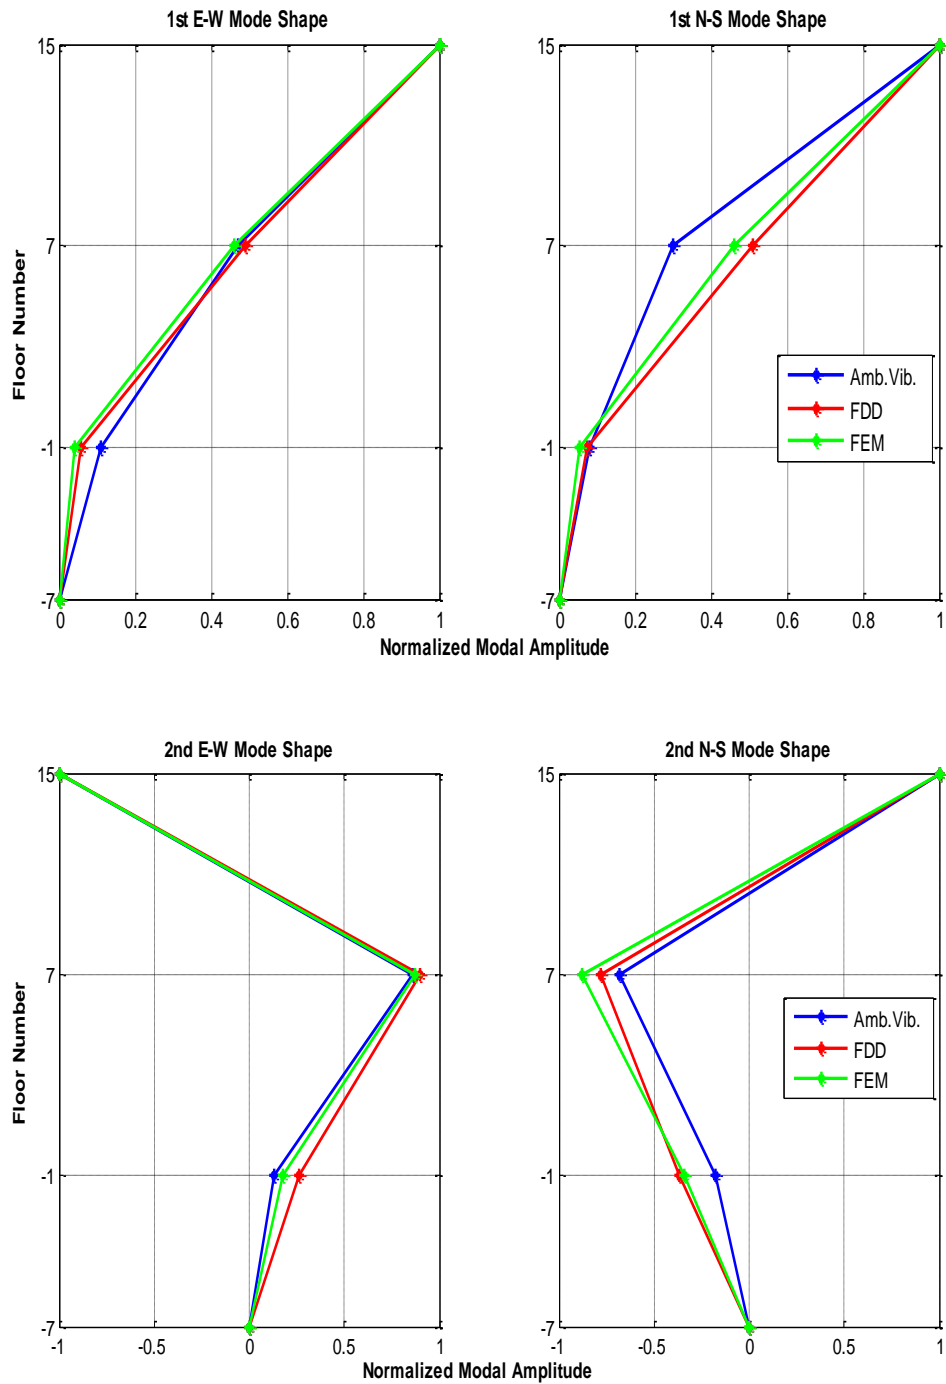 1st E-W Mode Shape
1st N-S Mode Shape
15
7
-1
-7
0 0.2 0.4 0.6 0.8 1
15
7
-1
-7
0 0.2 0.4 0.6 0.8 1
Floor Number
Amb.Vib.
FDD
FEM
Normalized Modal Amplitude
2nd E-W Mode Shape
2nd N-S Mode Shape
15
7
-1
-7
-1 -0.5 0 0.5 1
15
7
-1
-7
-1 -0.5 0 0.5 1
Floor Number
Amb.Vib.
FDD
FEM
Normalized Modal Amplitude